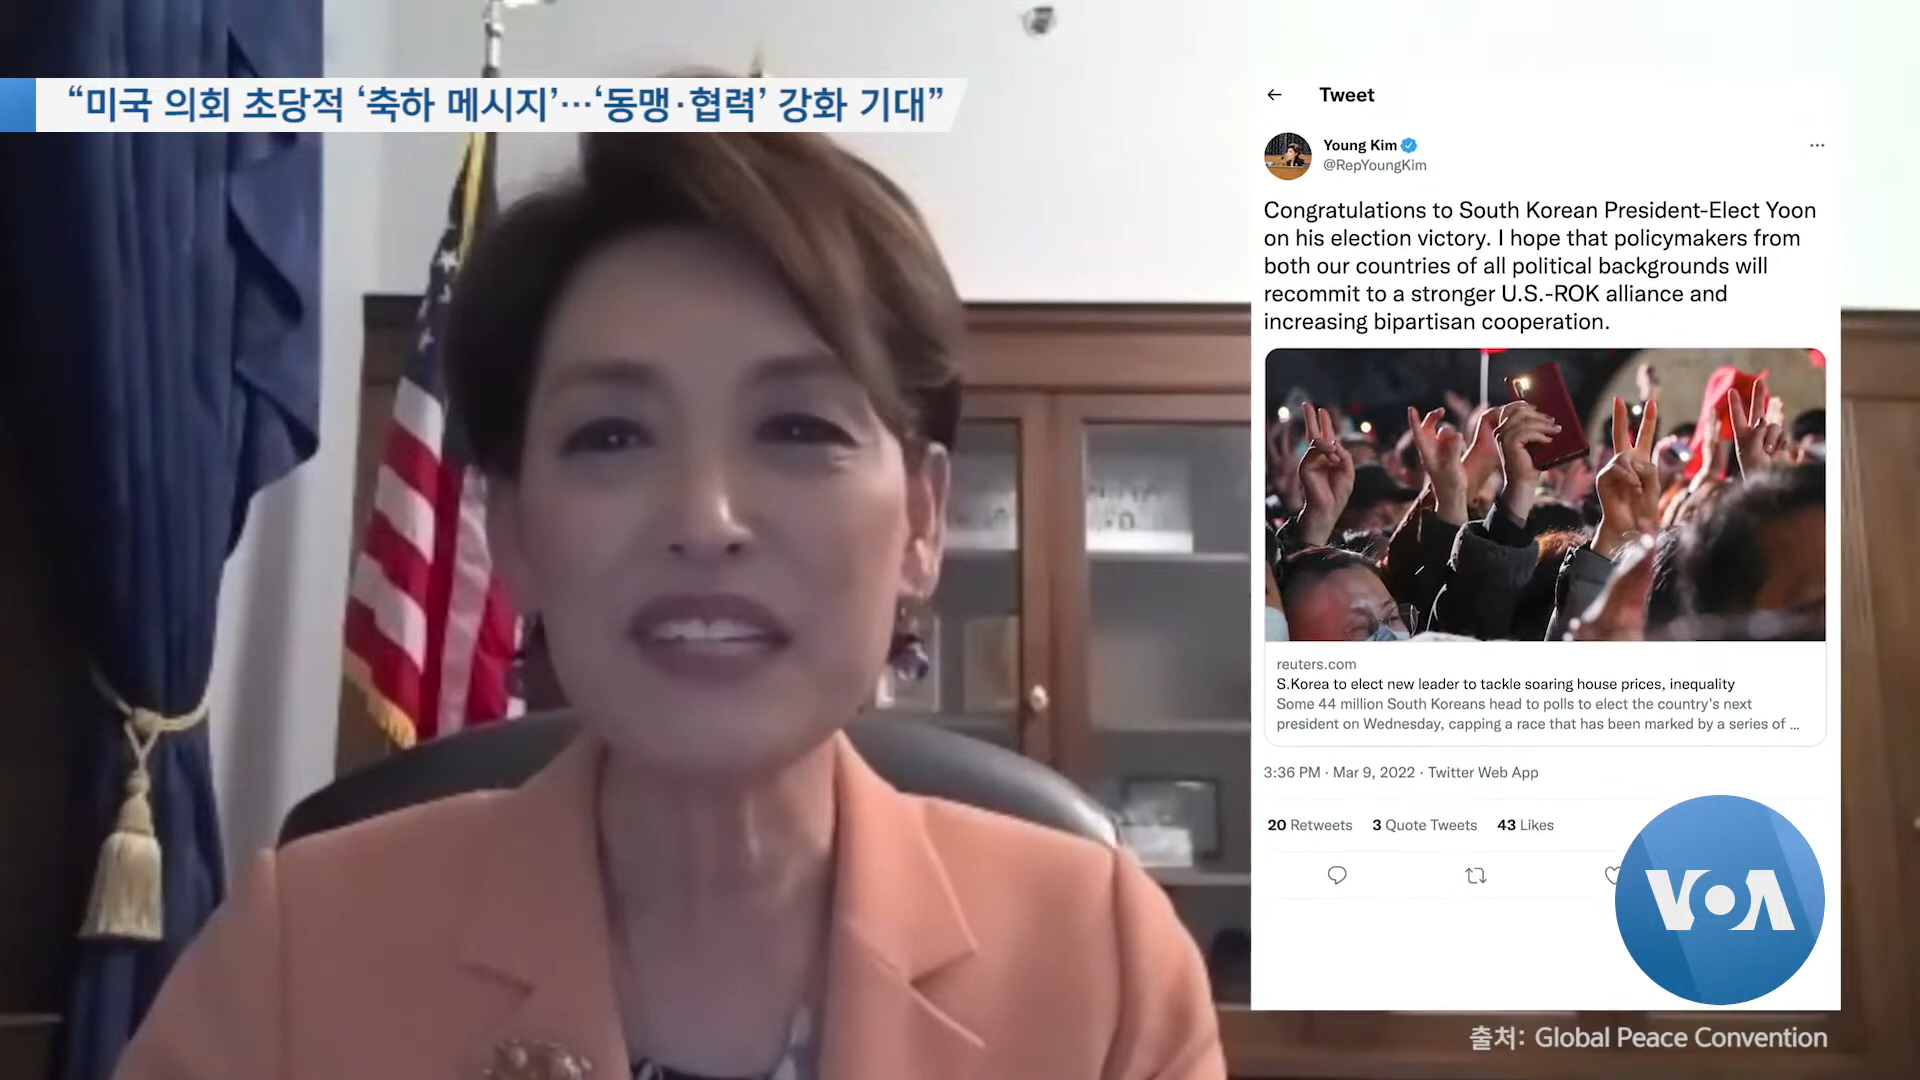 “미국 의회 초당적 ‘축하 메시지’…‘동맹·협력’ 강화 기대”
Tweet
Young Kim
@RepYoungKim
Congratulations to South Korean President-Elect Yoon
on his election victory. I hope that policymakers from
both our countries of all political backgrounds will
recommit to a stronger U.S.-ROK alliance and
increasing bipartisan cooperation.
reuters.com
S.Korea to elect new leader to tackle soaring house prices, inequality
Some 44 million South Koreans head to polls to elect the country's next
president on Wednesday, capping a race that has been marked by a series of ...
3:36 PM · Mar 9, 2022 · Twitter Web App
20 Retweets 3 Quote Tweets 43 Likes
VOA
출처: Global Peace Convention